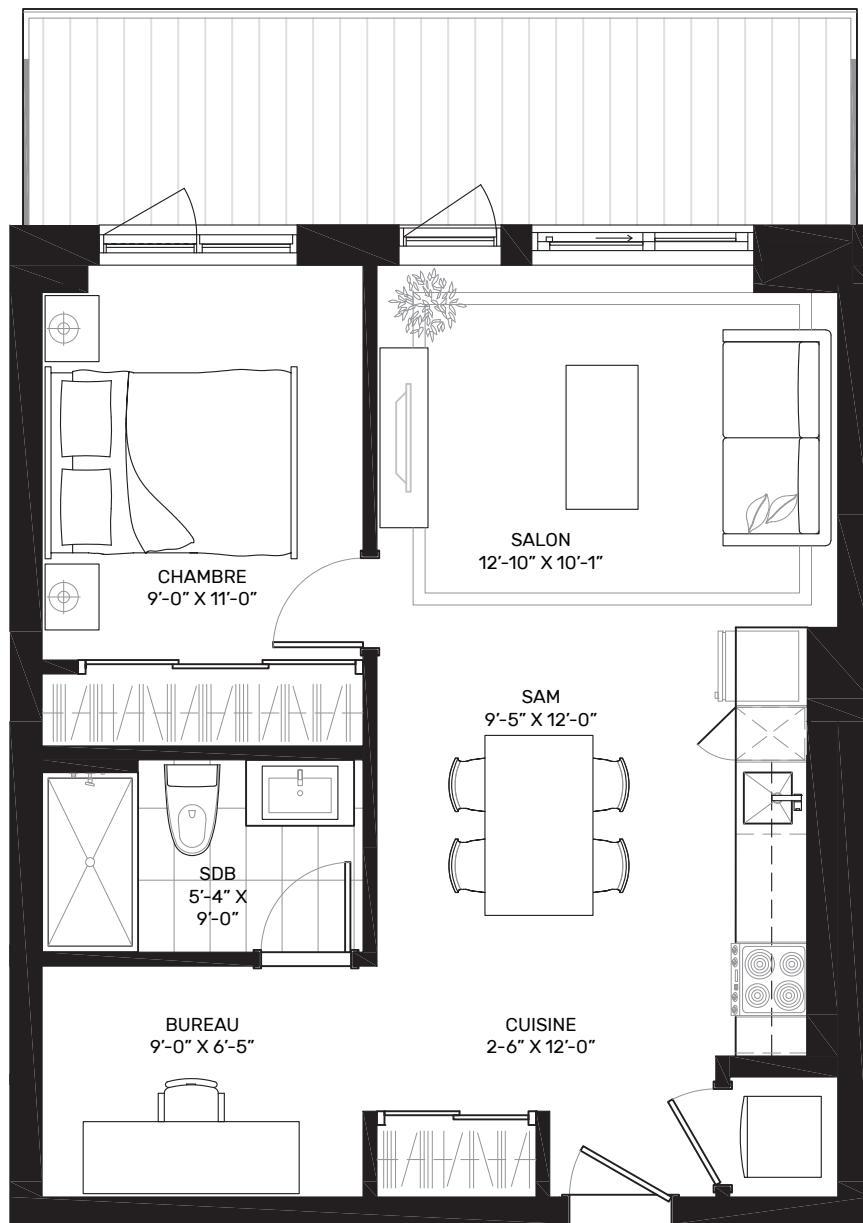 SALON
12'-10" X 10'-1"
CHAMBRE
9'-0" X 11'-0"
SAM
9'-5" X 12'-0"
SDB
5'-4" X
9'-0"
BUREAU
9'-0" X 6'-5"
CUISINE
2-6" X 12'-0"